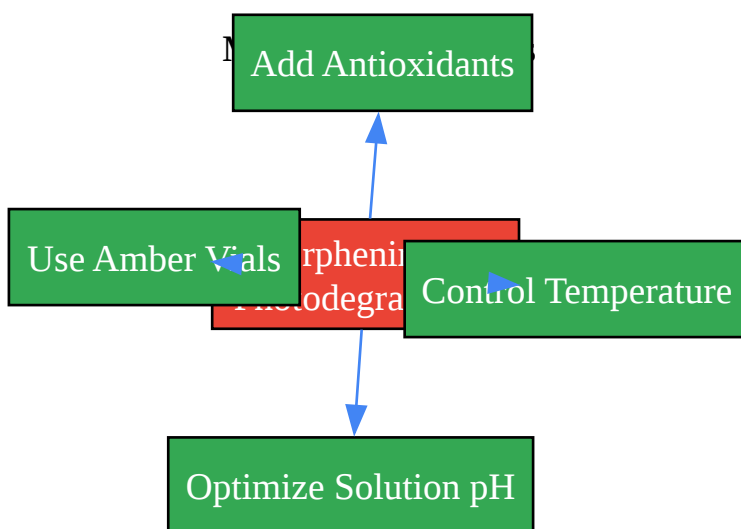 Add Antioxidants
Use Amber Vials
Control Temperature
Optimize Solution pH